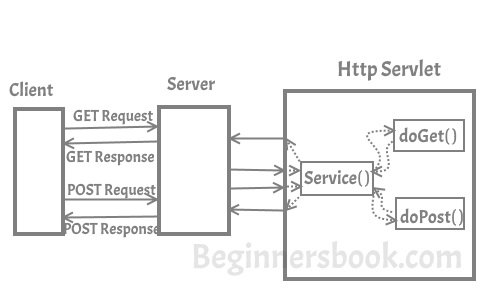 Http Servlet
Client
Server
GET Request
GET Response
POST Request
POST Response
doGet()
Service()
doPost()
Beginnersbook.com